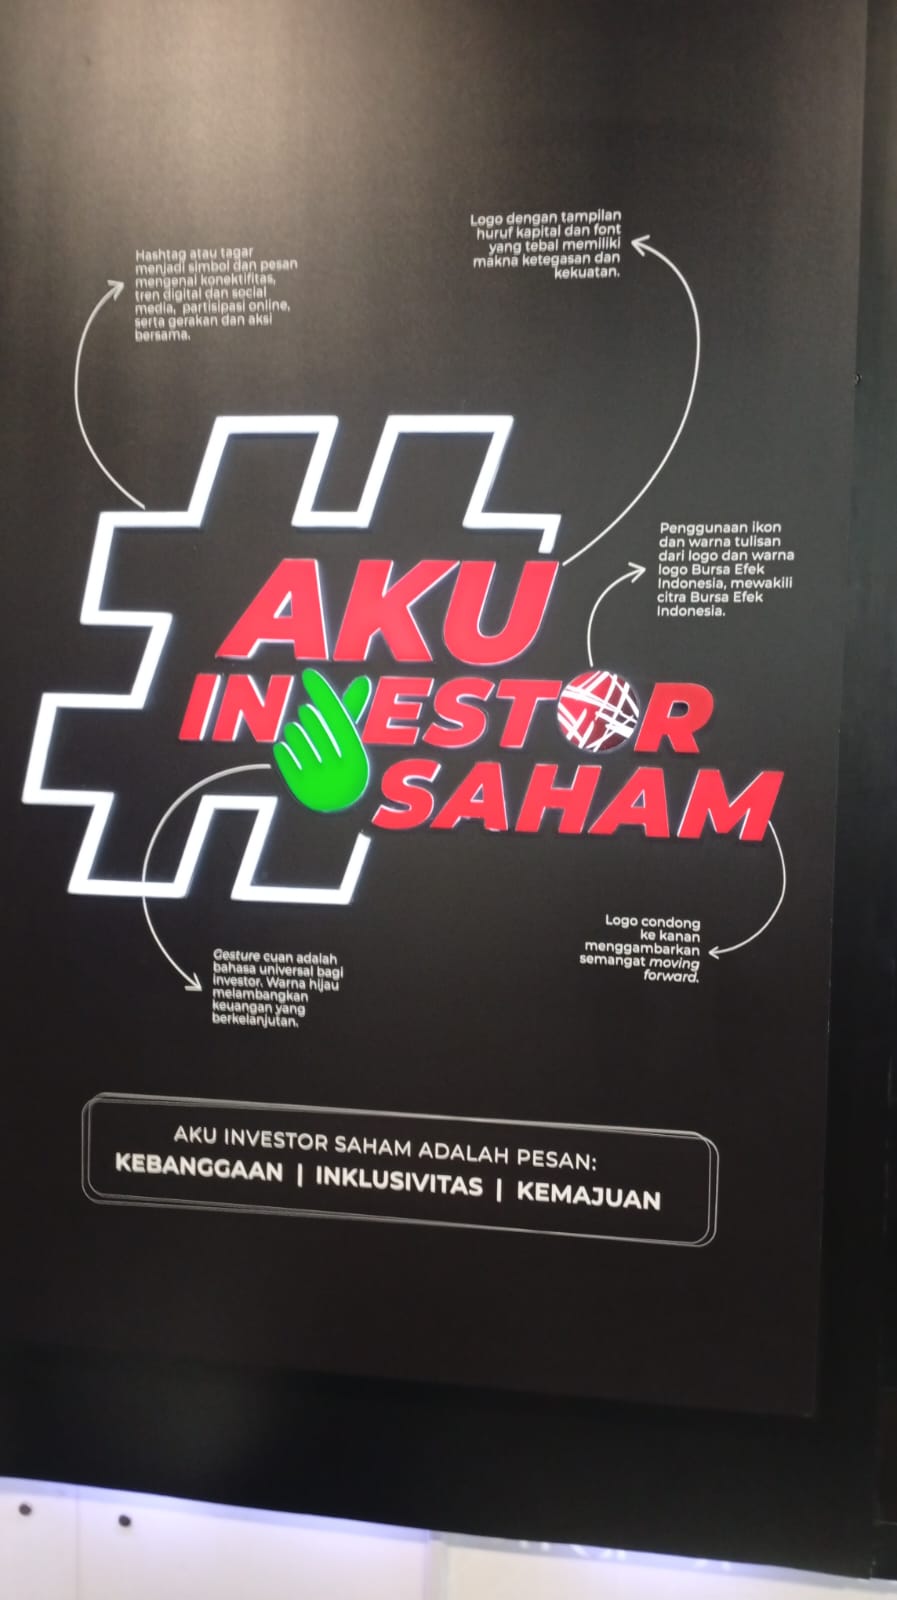 Logo dengan tampilan
huruf kapital dan font
yang tebal memiliki
makna ketegasan dan
kekuatan.
Hashtag atau tagar
menjadi simbol dan pesan
mengenai konektifitas,
tren digital dan social
media, partisipasi online,
serta gerakan dan aksi
bersama.
Penggunaan ikon
dan warna tulisan
dari logo dan warna
logo Bursa Efek
Indonesia, mewakili
citra Bursa Efek
Indonesia.
#AKU
INVESTOR
SAHAM
Logo condong
ke kanan
menggambarkan
semangat moving
forward.
Gesture cuan adalah
bahasa universal bagi
investor. Warna hijau
melambangkan
keuangan yang
berkelanjutan.
AKU INVESTOR SAHAM ADALAH PESAN:
KEBANGGAAN | INKLUSIVITAS | KEMAJUAN